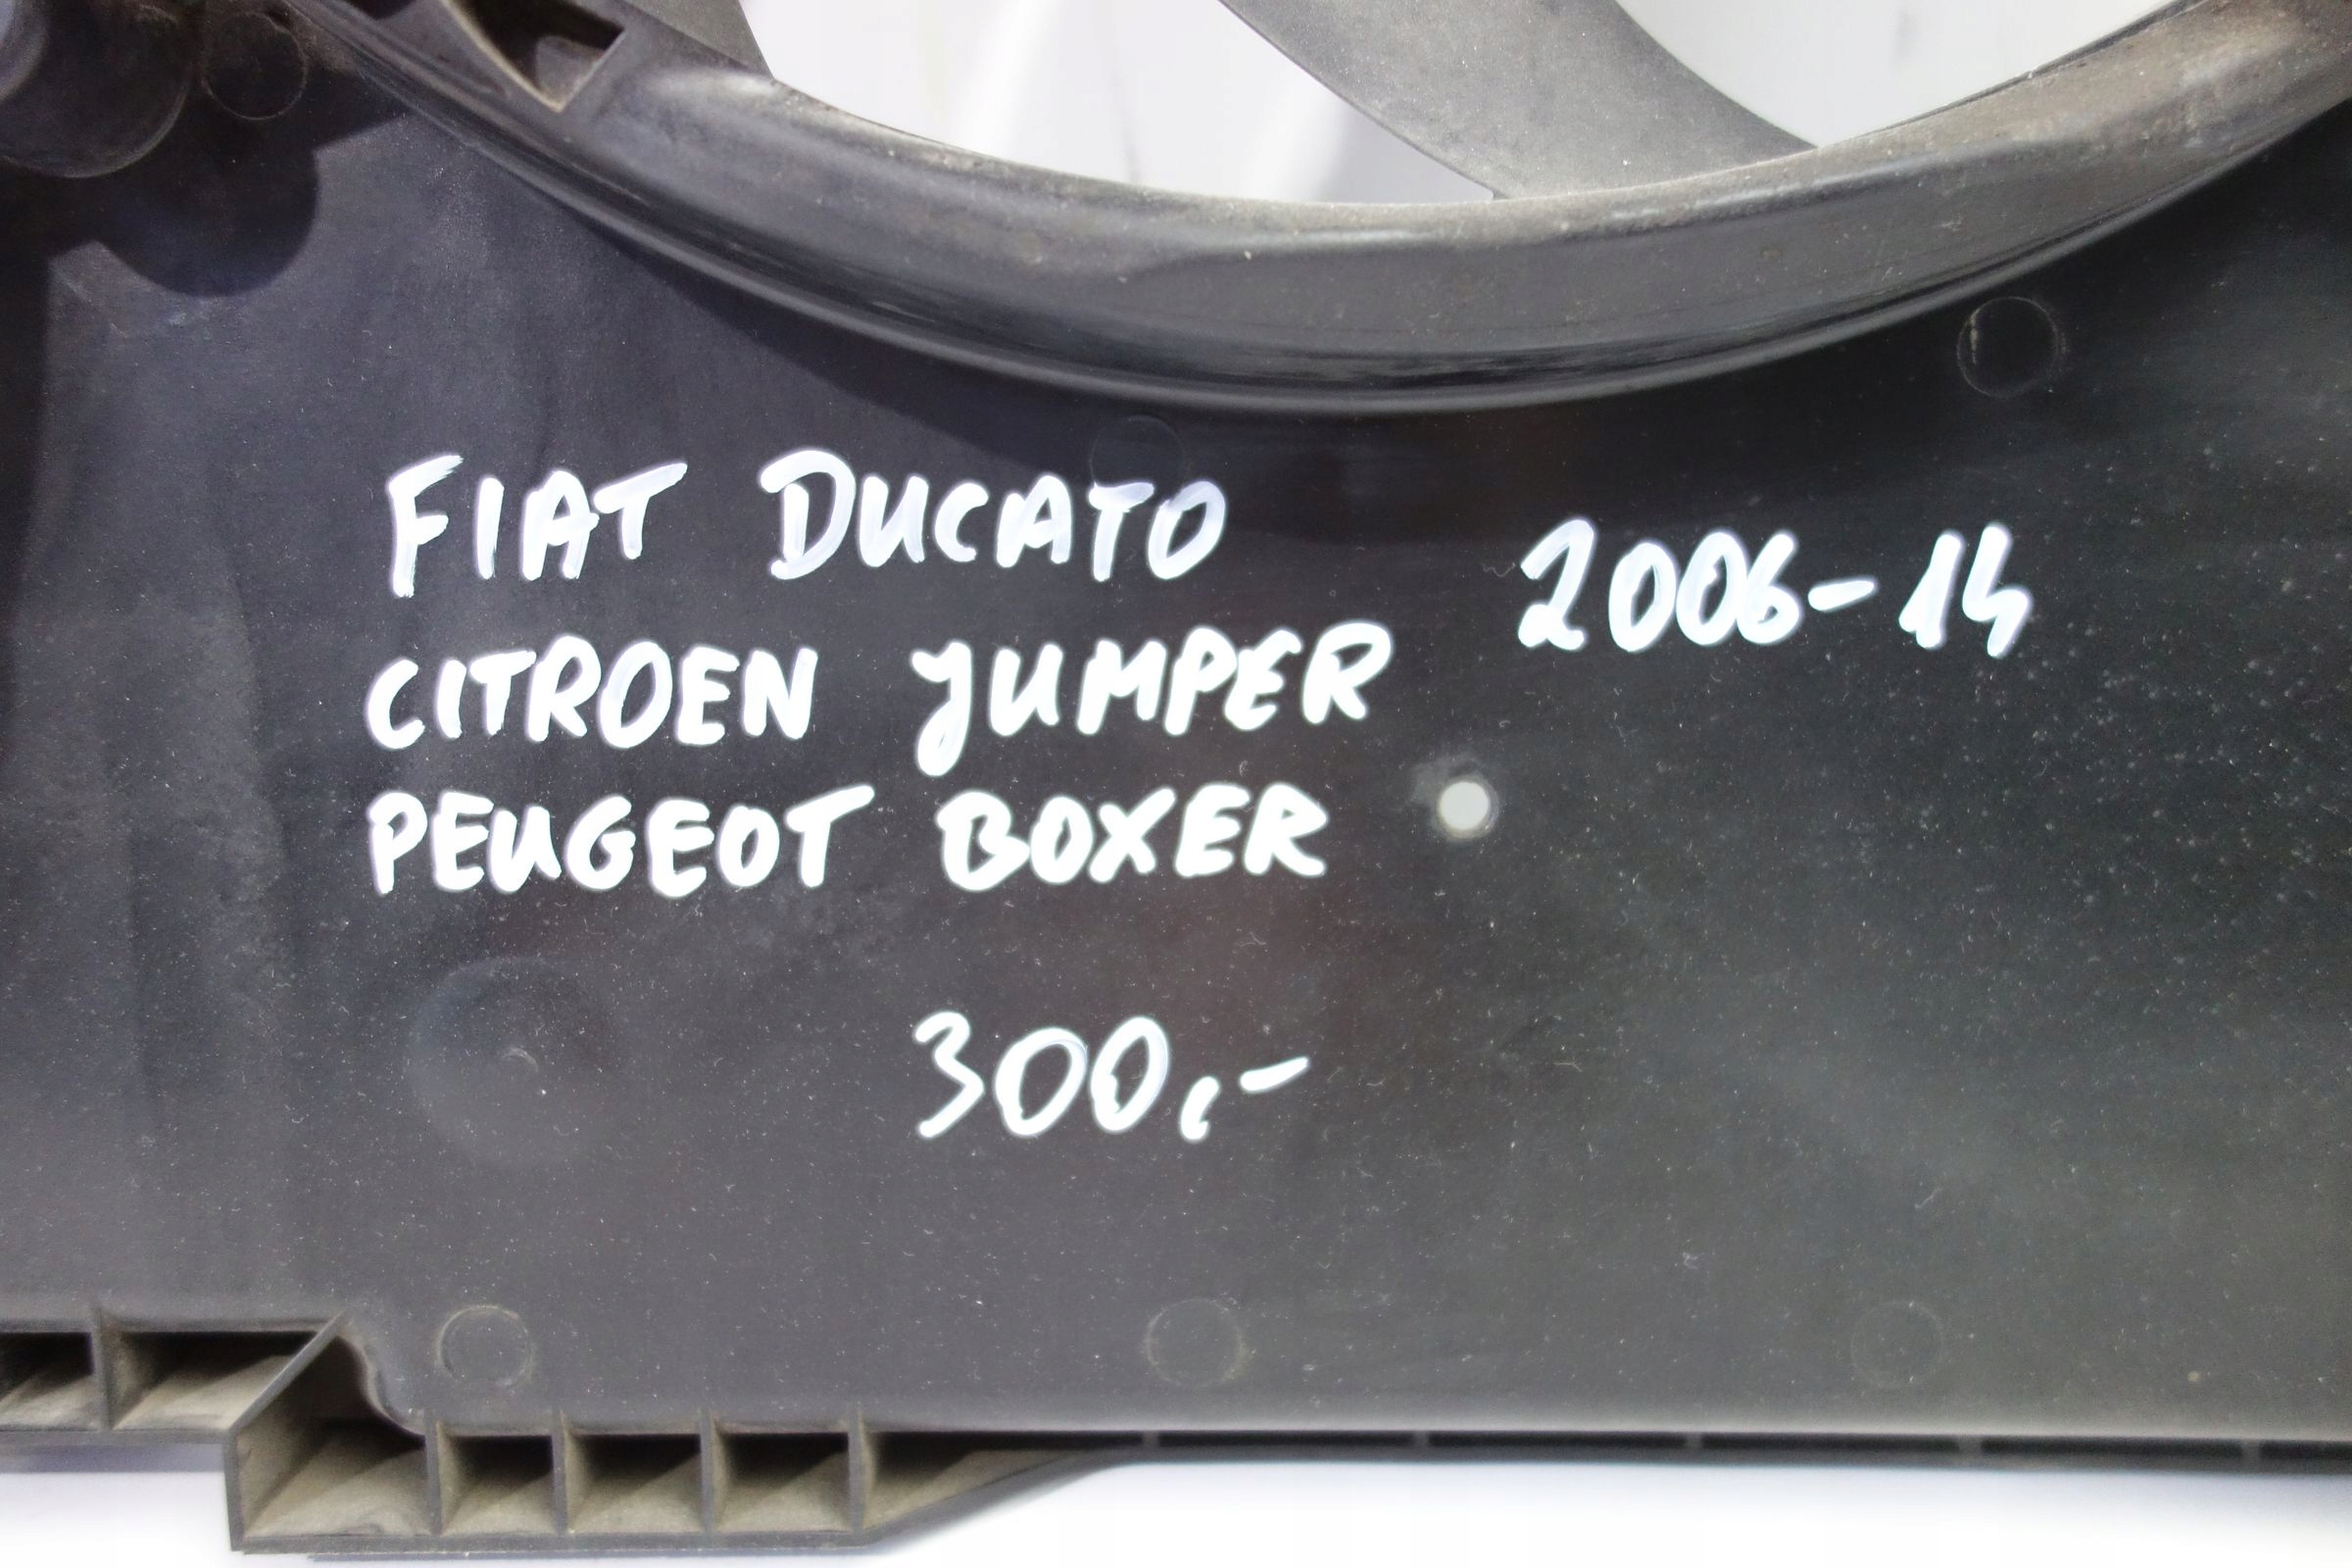 FIAT DUCATO
2006-14
CITROEN JUMPER
PEUGEOT BOXER
300,-